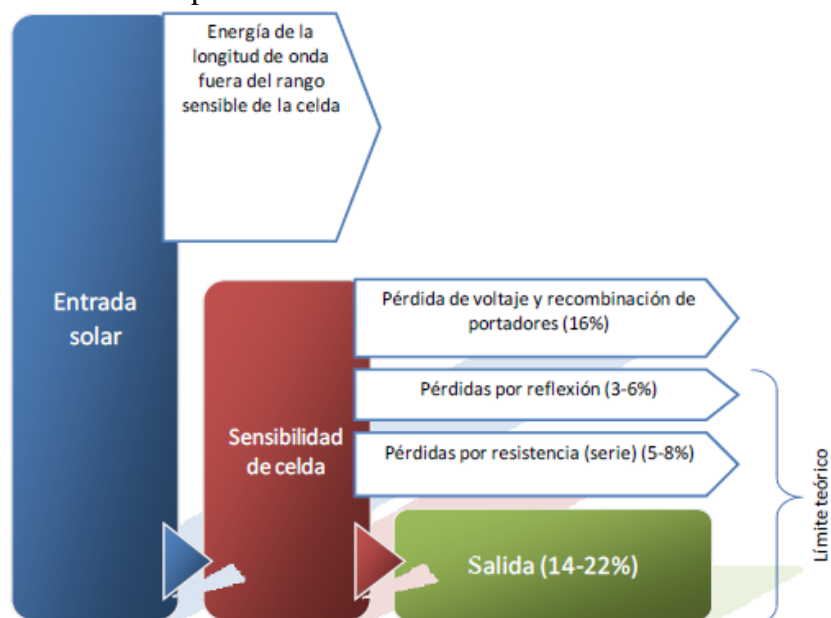 Energía de la
longitud de onda
fuera del rango
sensible de la celda
Entrada
solar
Pérdida de voltaje y recombinación de
portadores (16%)
Pérdidas por reflexión (3-6%)
Sensibilidad
de celda
Pérdidas por resistencia (serie) (5-8%)
Salida (14-22%)
Límite teórico